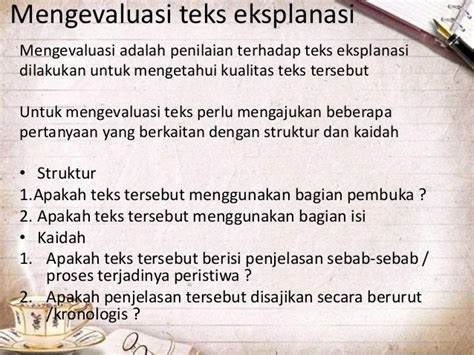 Mengevaluasi teks eksplanasi
Mengevaluasi adalah penilaian terhadap teks eksplanasi
dilakukan untuk mengetahui kualitas teks tersebut
Untuk mengevaluasi teks perlu mengajukan beberapa
pertanyaan yang berkaitan dengan struktur dan kaidah
• Struktur
1.Apakah teks tersebut menggunakan bagian pembuka ?
2. Apakah teks tersebut menggunakan bagian isi
• Kaidah
1. Apakah teks tersebut berisi penjelasan sebab-sebab /
proses terjadinya peristiwa ?
2. Apakah penjelasan tersebut disajikan secara berurut
/kronologis ?